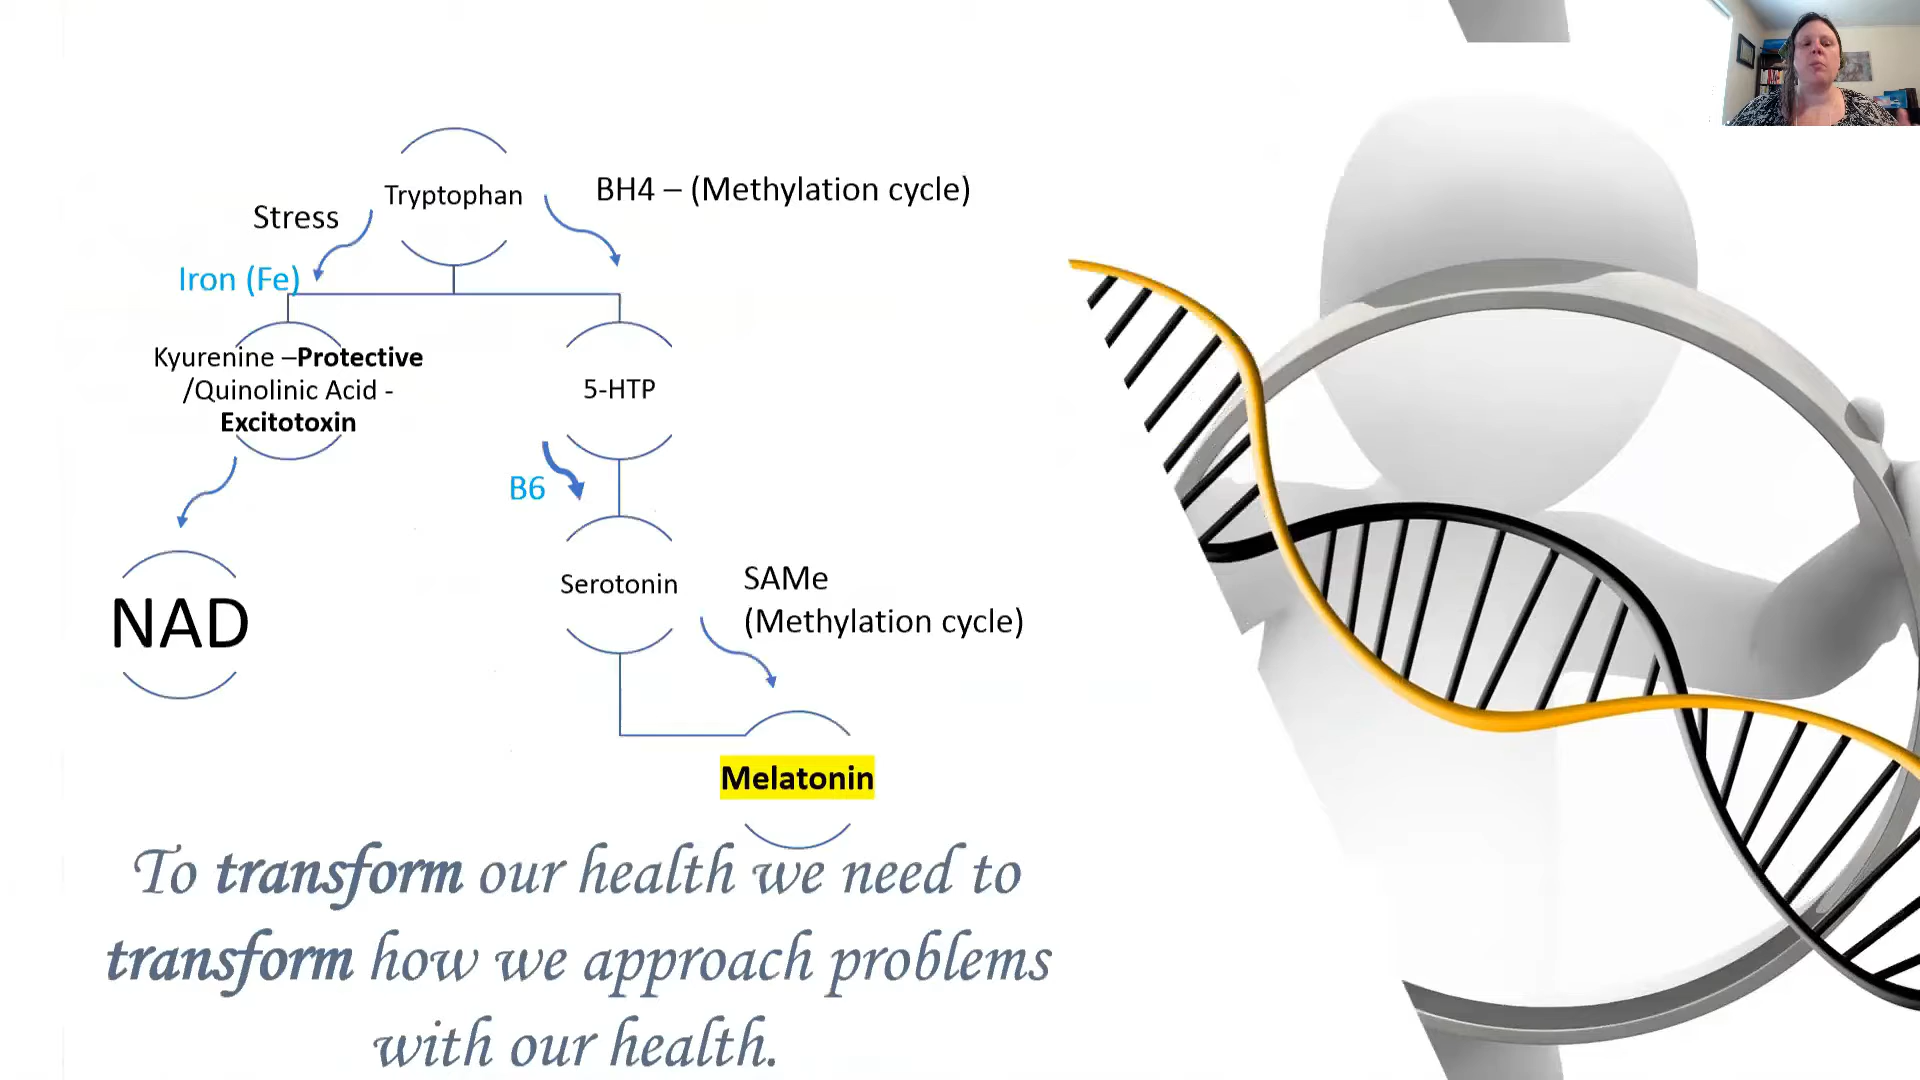 Tryptophan
Stress
BH4 – (Methylation cycle)
Iron (Fe)
Kyurenine –Protective
/Quinolinic Acid -
Excitotoxin
5-HTP
B6
NAD
Serotonin
SAMe
(Methylation cycle)
Melatonin
To transform our health we need to
transform how we approach problems
with our health.